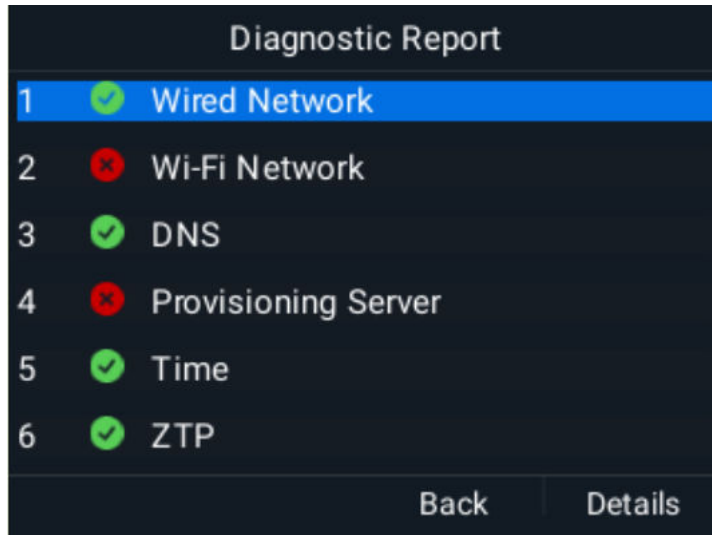 Diagnostic Report
1 Wired Network
2 Wi-Fi Network
3 DNS
4 Provisioning Server
5 Time
6 ZTP
Back Details